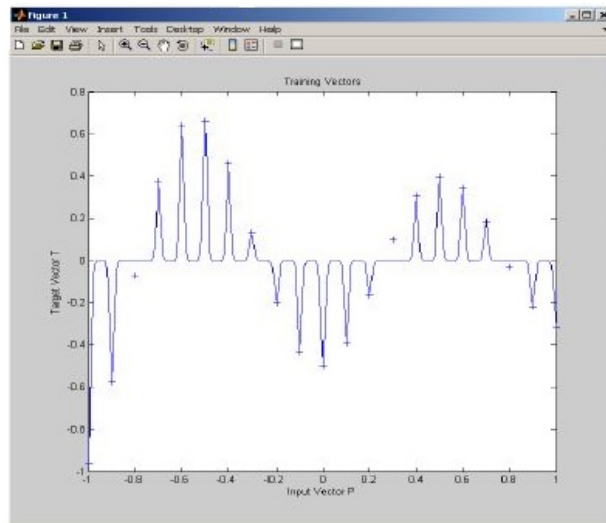 Figure 1
File Edit View Insert Tools Desktop Window Help
Training Vectors
0.8
0.6
0.4
0.2
0
-0.2
-0.4
-0.6
-0.8
-1
Target Vector T
-1 -0.8 -0.6 -0.4 -0.2 0 0.2 0.4 0.6 0.8 1
Input Vector P